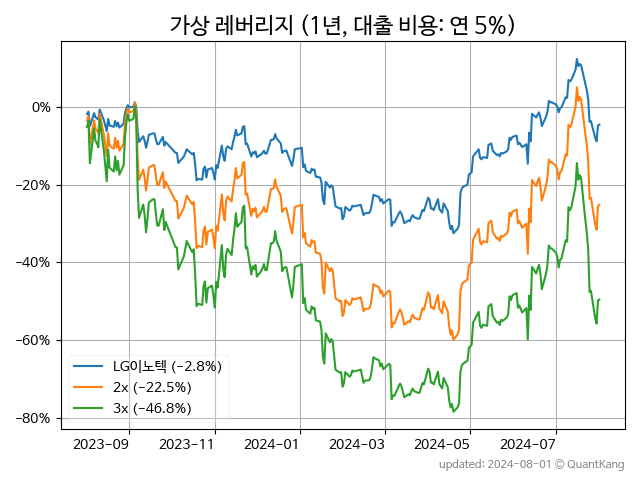 가상 레버리지 (1년, 대출 비용: 연 5%)
0%
−20%
−40%
−60%
−80%
LG이노텍 (−2.8%)
2x (−22.5%)
3x (−46.8%)
2023-09 2023-11 2024-01 2024-03 2024-05 2024-07
updated: 2024-08-01 © QuantKang